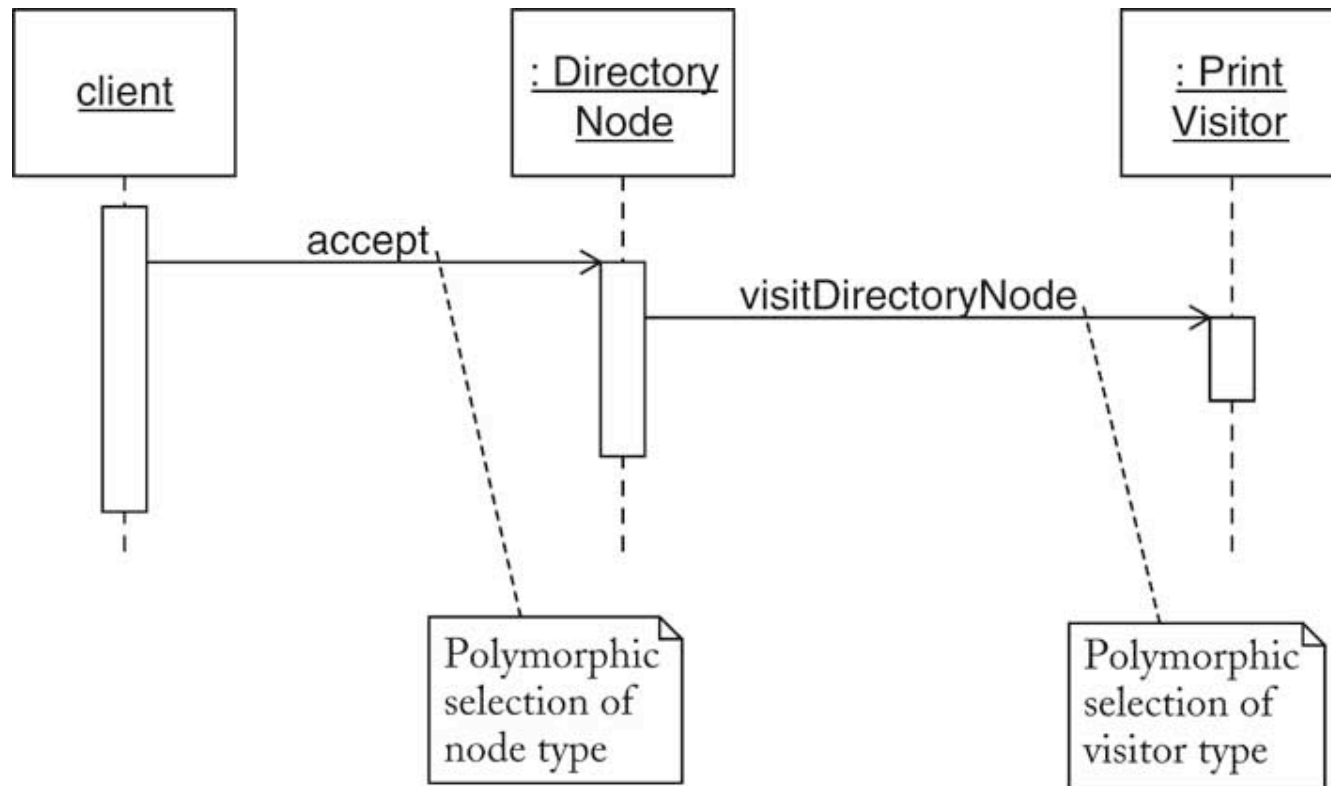 client
: Directory
Node
: Print
Visitor
accept
visitDirectoryNode
Polymorphic
selection of
node type
Polymorphic
selection of
visitor type